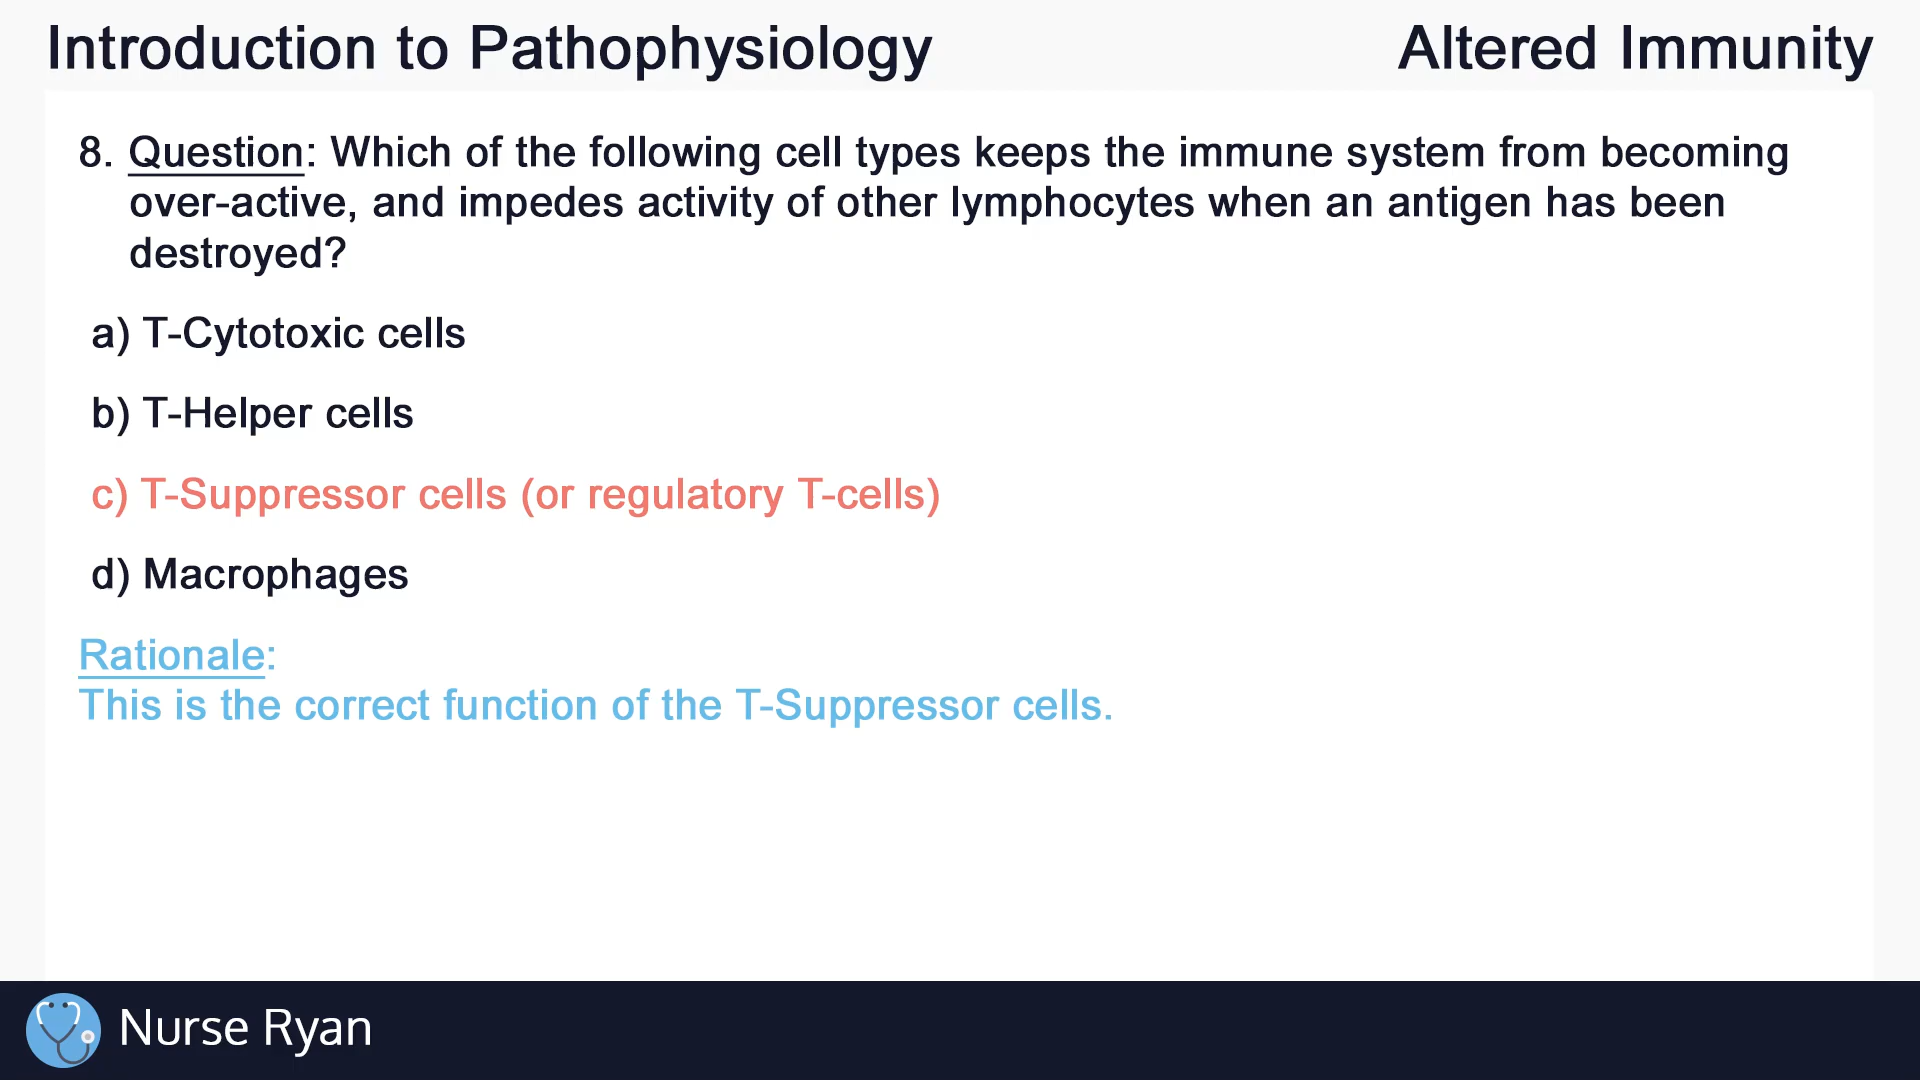 Introduction to Pathophysiology
Altered Immunity
8. Question: Which of the following cell types keeps the immune system from becoming
over-active, and impedes activity of other lymphocytes when an antigen has been
destroyed?
a) T-Cytotoxic cells
b) T-Helper cells
c) T-Suppressor cells (or regulatory T-cells)
d) Macrophages
Rationale:
This is the correct function of the T-Suppressor cells.
Nurse Ryan